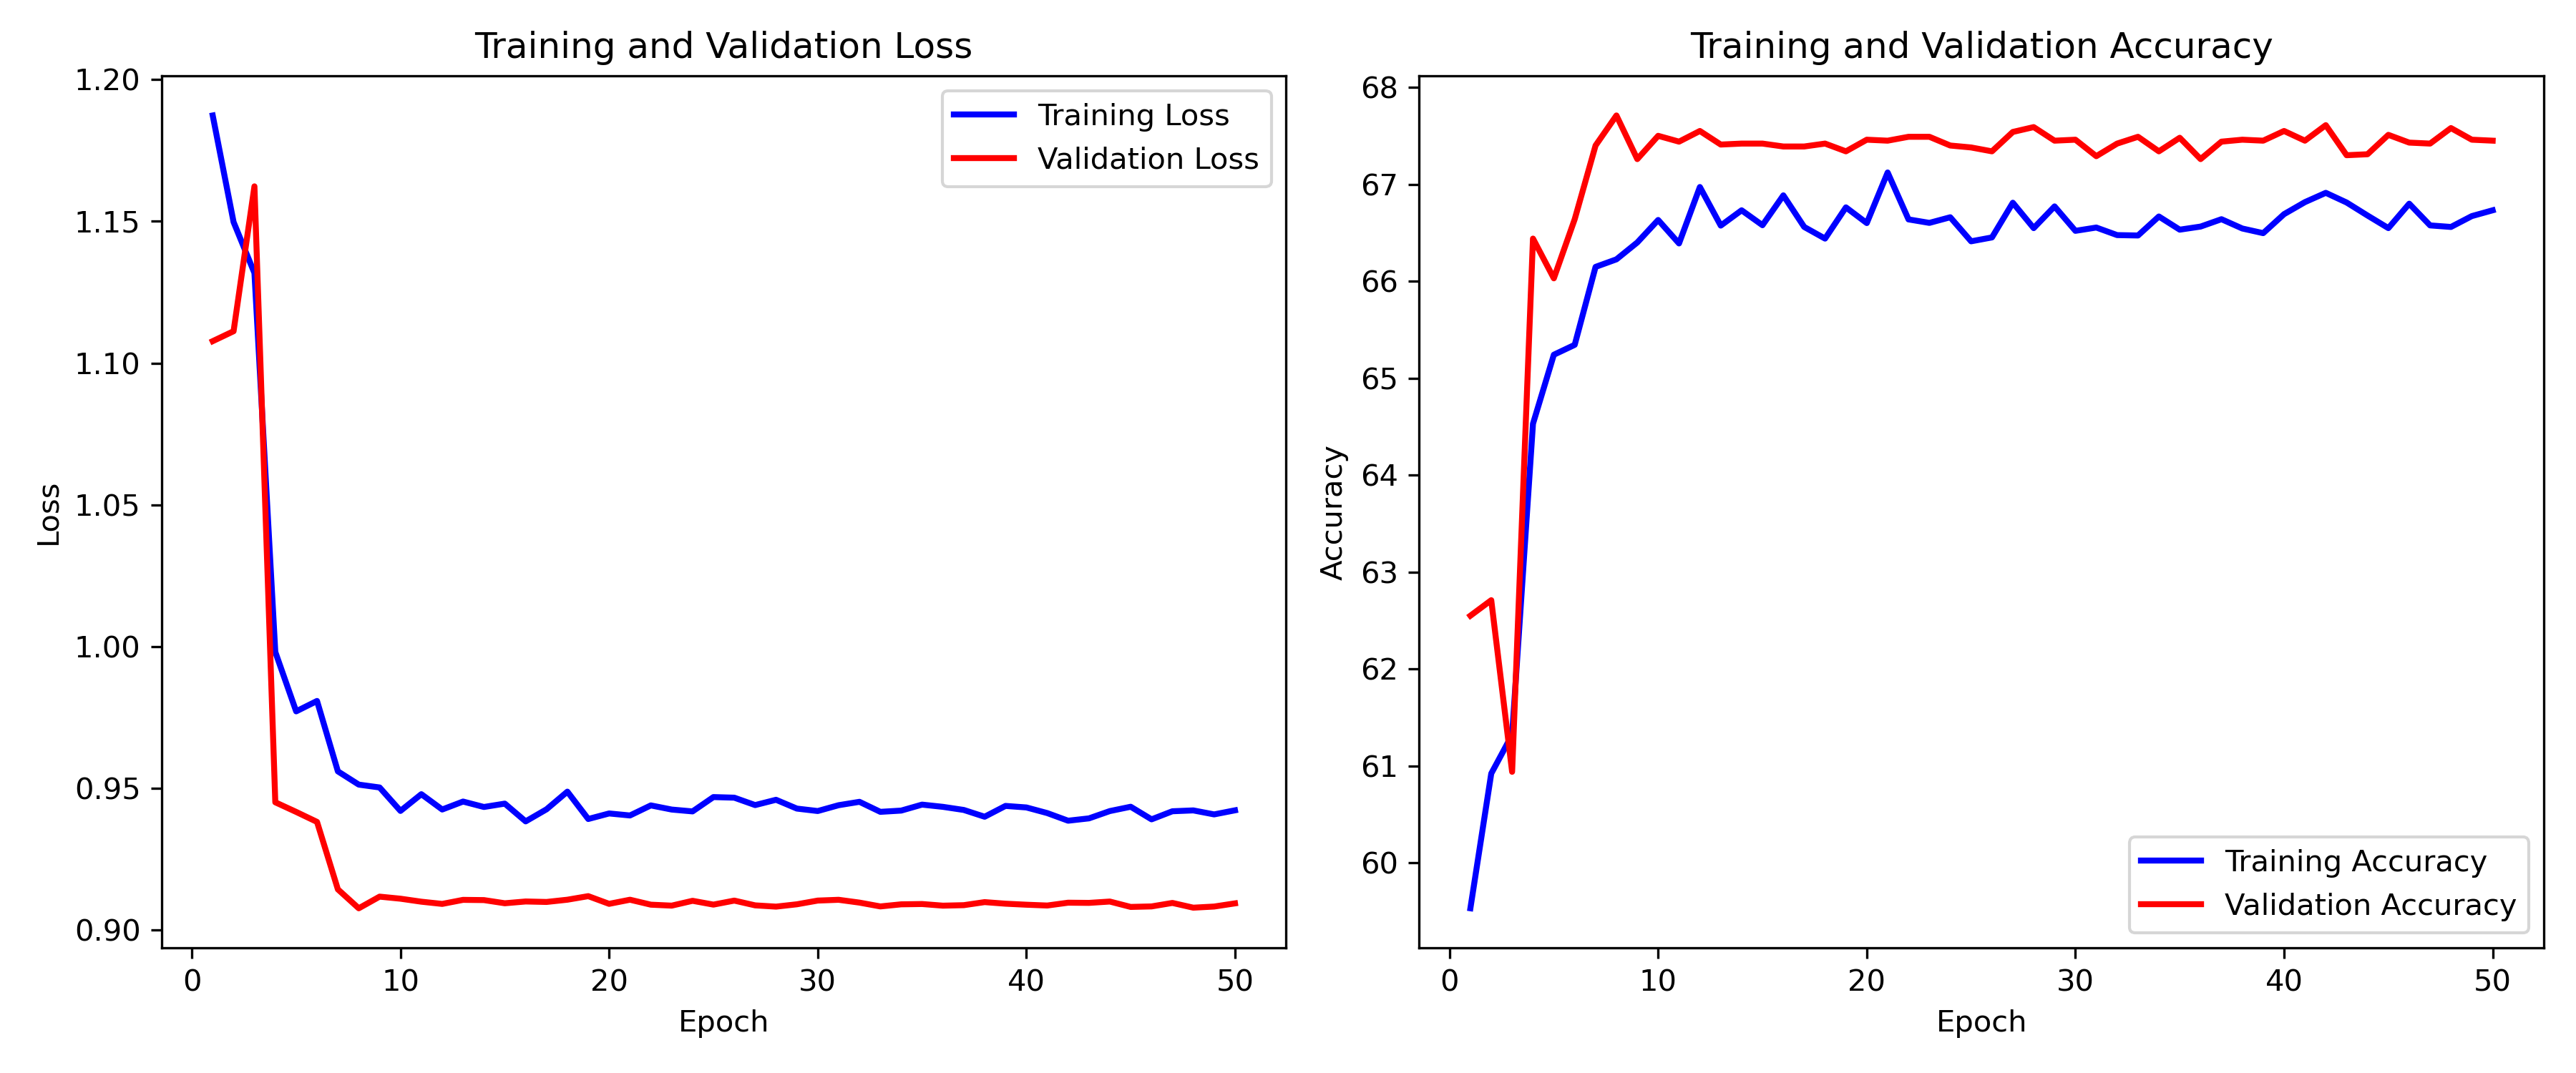 Training and Validation Loss
1.20
1.15
1.10
1.05
1.00
0.95
0.90
Loss
Training Loss
Validation Loss
0
10
20
30
40
50
Epoch
Training and Validation Accuracy
68
67
66
65
64
63
62
61
60
Accuracy
Training Accuracy
Validation Accuracy
0
10
20
30
40
50
Epoch